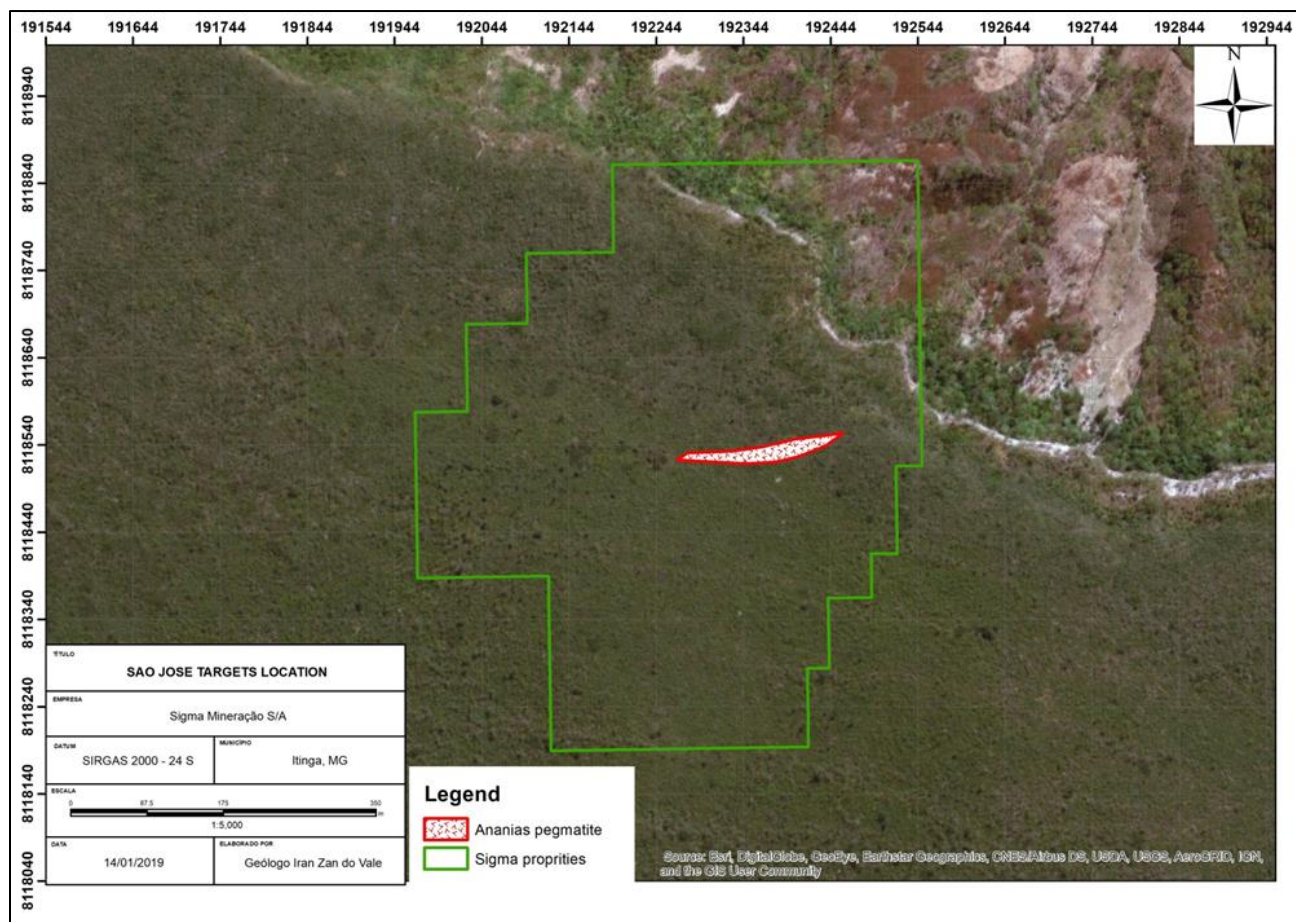 191544 191644 191744 191844 191944 192044 192144 192244 192344 192444 192544 192644 192744 192844 192944
N
8118940
8118840
8118740
8118640
8118540
8118440
8118340
8118240
8118140
8118040
TÍTULO
SAO JOSE TARGETS LOCATION
EMPRESA
Sigma Mineração S/A
DATUM
SIRGAS 2000 - 24 S
MUNICÍPIO
Itinga, MG
ESCALA
0 87.5 175 350
m
1:5,000
DATA
14/01/2019
ELABORADO POR
Geólogo Iran Zan do Vale
Legend
Ananias pegmatite
Sigma proprities
Source: Esri, DigitalGlobe, GeoEye, Earthstar Geographics, CNES/Airbus DS, USDA, USGS, AeroGRID, IGN,
and the GIS User Community